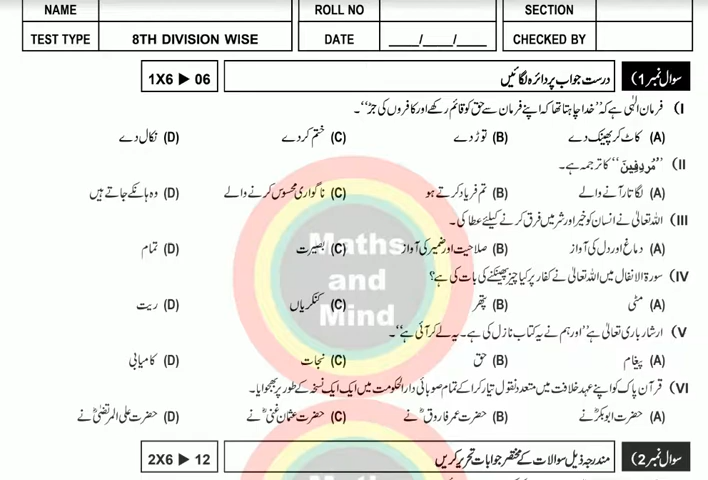 NAME ROLL NO SECTION
TEST TYPE 8TH DIVISION WISE DATE ___/___/___ CHECKED BY
سوال نمبر 1) درست جواب پر دائرہ لگائیں 1X6 ▶ 06
I) فرمان الٰہی ہے کہ ’’خدا چاہتا تھا کہ اپنے فرمان سے حق کو قائم رکھے اور کافروں کی جڑ‘‘۔
(A) کاٹ کر پھینک دے (B) توڑ دے (C) ختم کر دے (D) نکال دے
II) ’’مُردِفِینَ‘‘ کا ترجمہ ہے۔
(A) لگا تار آنے والے (B) تم فریاد کرتے ہو (C) ناگواری محسوس کرنے والے (D) وہ ہانکے جاتے ہیں
III) اللہ تعالیٰ نے انسان کو خیر اور شر میں فرق کرنے کیلئے عطا کی۔
(A) دماغ اور دل کی آواز (B) صلاحیت اور ضمیر کی آواز (C) بصیرت (D) تمام
IV) سورۃ الانفال میں اللہ تعالیٰ نے کفار پر کیا چیز پھینکنے کی بات کی ہے؟
(A) مٹی (B) پتھر (C) کنکریاں (D) ریت
V) ارشار باری تعالیٰ ہے ’’اور ہم نے یہ کتاب نازل کی ہے۔ یہ لے کر آئی ہے‘‘۔
(A) پیغام (B) حق (C) نجات (D) کامیابی
VI) قرآن پاک کو اپنے عہد خلافت میں متعدد نقول تیار کرا کے تمام صوبائی دارالحکومت میں ایک ایک نسخہ کے طور پر بھجوایا۔
(A) حضرت ابوبکرؓ نے (B) حضرت عمر فاروقؓ نے (C) حضرت عثمان غنیؓ نے (D) حضرت علی المرتضیٰؓ نے
سوال نمبر 2) مندرجہ ذیل سوالات کے مختصر جوابات تحریر کریں 2X6 ▶ 12
Maths
and
Mind